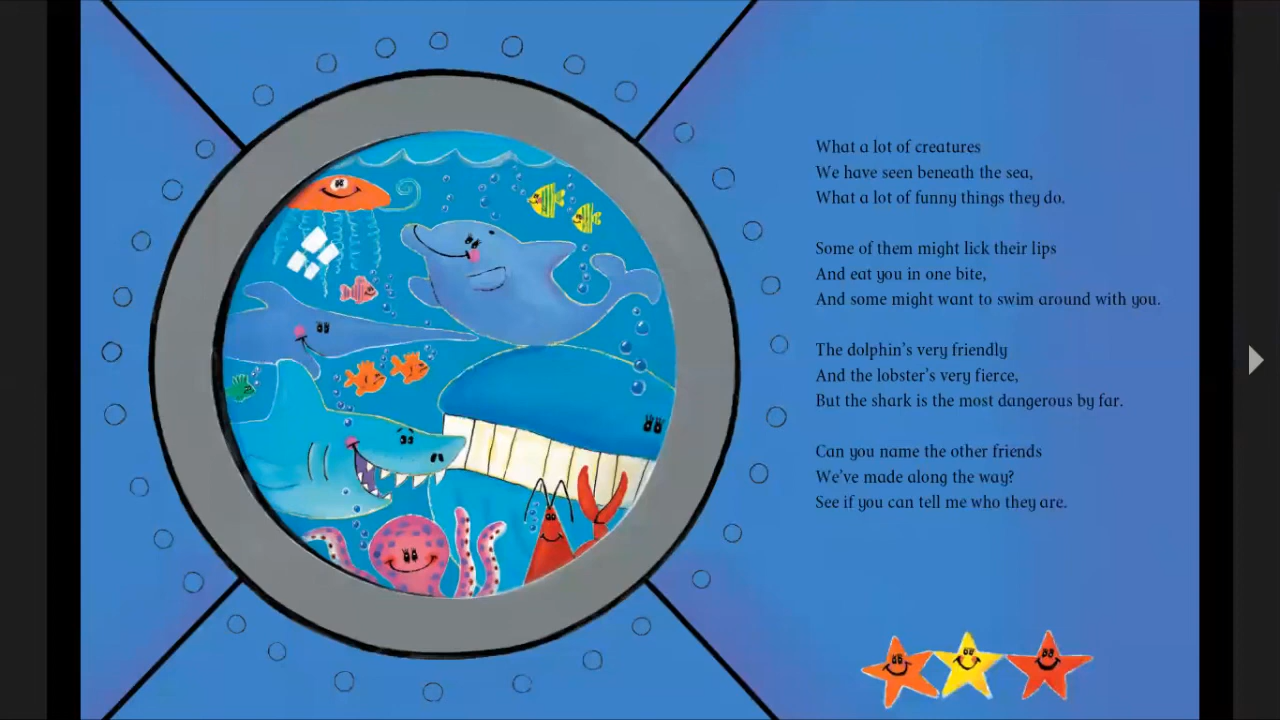 What a lot of creatures
We have seen beneath the sea,
What a lot of funny things they do.
Some of them might lick their lips
And eat you in one bite,
And some might want to swim around with you.
The dolphin's very friendly
And the lobster's very fierce,
But the shark is the most dangerous by far.
Can you name the other friends
We've made along the way?
See if you can tell me who they are.